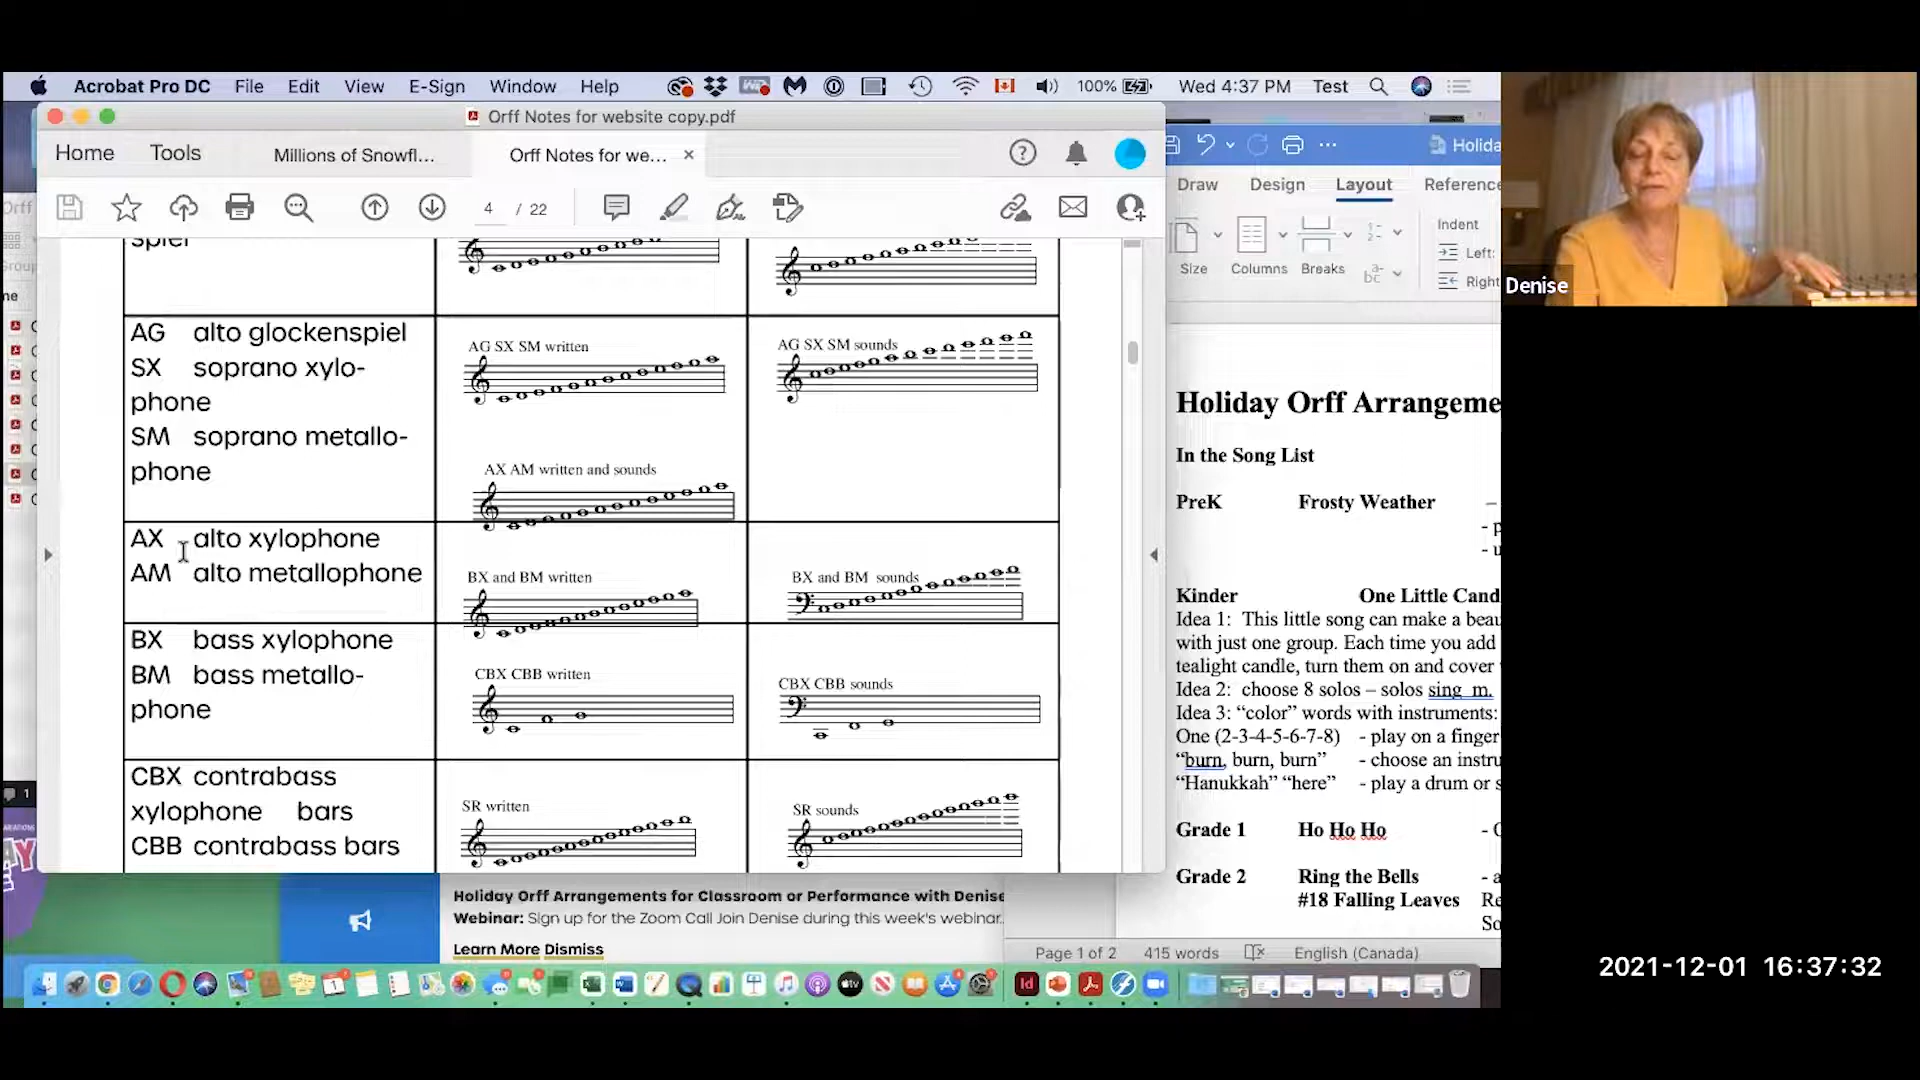 Acrobat Pro DC File Edit View E-Sign Window Help 100% Wed 4:37 PM Test
Orff Notes for website copy.pdf
Home Tools Millions of Snowfl... Orff Notes for we... ×
4 / 22
spiel
AG alto glockenspiel
SX soprano xylo-
phone
SM soprano metallo-
phone
AG SX SM written
AG SX SM sounds
AX AM written and sounds
AX alto xylophone
AM alto metallophone
BX and BM written
BX and BM sounds
BX bass xylophone
BM bass metallo-
phone
CBX CBB written
CBX CBB sounds
CBX contrabass
xylophone bars
CBB contrabass bars
SR written
SR sounds
Holida
Draw Design Layout Reference
Size Columns Breaks
Indent
Left:
Right
Holiday Orff Arrangeme
In the Song List
PreK Frosty Weather –
- p
- u
Kinder One Little Cand
Idea 1: This little song can make a beau
with just one group. Each time you add
tealight candle, turn them on and cover
Idea 2: choose 8 solos – solos sing m.
Idea 3: “color” words with instruments:
One (2-3-4-5-6-7-8) - play on a finger
“burn, burn, burn” - choose an instru
“Hanukkah” “here” - play a drum or s
Grade 1 Ho Ho Ho
Grade 2 Ring the Bells - a
#18 Falling Leaves Re
So
Page 1 of 2 415 words English (Canada)
Holiday Orff Arrangements for Classroom or Performance with Denise
Webinar: Sign up for the Zoom Call Join Denise during this week's webinar.
Learn More Dismiss
Denise
2021-12-01 16:37:32